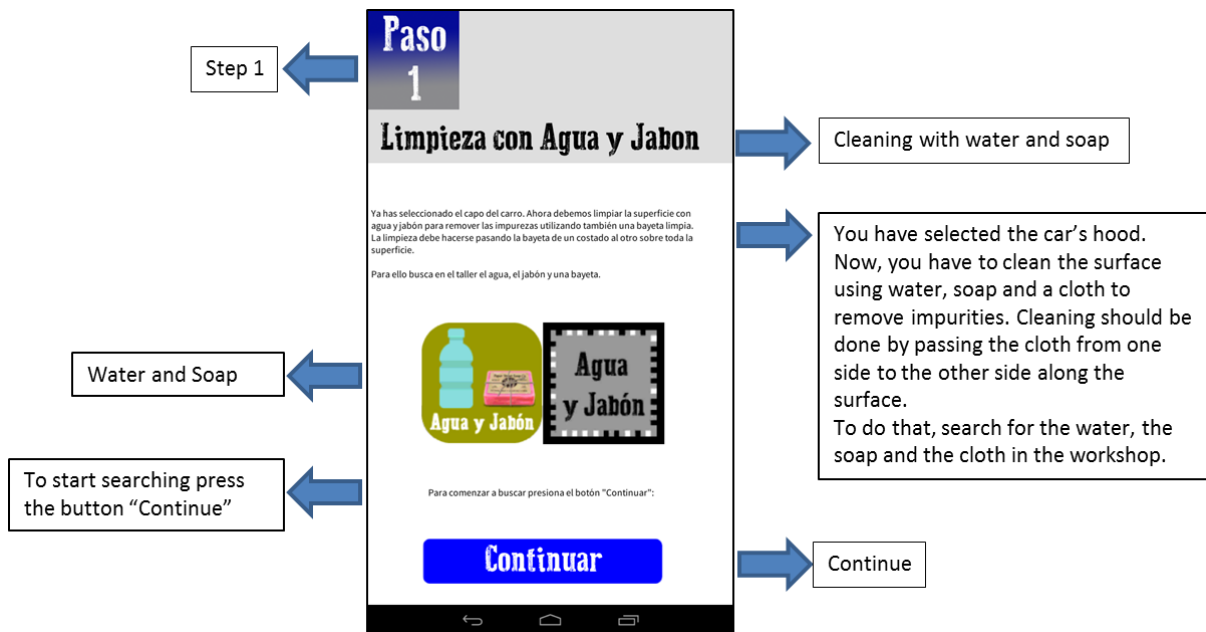 Paso
1
Step 1
Limpieza con Agua y Jabon
Cleaning with water and soap
Ya has seleccionado el capo del carro. Ahora debemos limpiar la superficie con
agua y jabón para remover las impurezas utilizando también una bayeta limpia.
La limpieza debe hacerse pasando la bayeta de un costado al otro sobre toda la
superficie.
Para ello busca en el taller el agua, el jabón y una bayeta.
You have selected the car's hood.
Now, you have to clean the surface
using water, soap and a cloth to
remove impurities. Cleaning should be
done by passing the cloth from one
side to the other side along the
surface.
To do that, search for the water, the
soap and the cloth in the workshop.
Water and Soap
Agua y Jabón
Agua
y Jabón
To start searching press
the button "Continue"
Para comenzar a buscar presiona el botón "Continuar":
Continuar
Continue